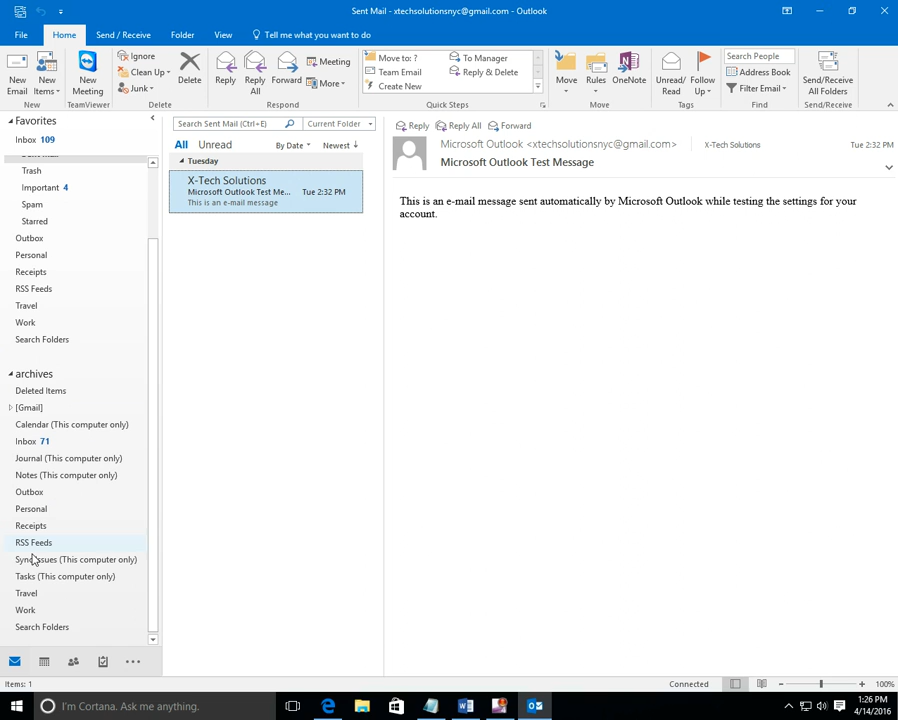 Sent Mail - xtechsolutionsnyc@gmail.com - Outlook
File Home Send / Receive Folder View Tell me what you want to do
New Email
New Items
New
New Meeting
TeamViewer
Ignore
Clean Up
Junk
Delete
Delete
Reply
Reply All
Forward
Meeting
More
Respond
Move to: ?
Team Email
Create New
To Manager
Reply & Delete
Quick Steps
Move
Rules
OneNote
Move
Unread/ Read
Follow Up
Tags
Search People
Address Book
Filter Email
Find
Send/Receive All Folders
Send/Receive
Favorites
Inbox 109
Sent Mail
Trash
Important 4
Spam
Starred
Outbox
Personal
Receipts
RSS Feeds
Travel
Work
Search Folders
archives
Deleted Items
[Gmail]
Calendar (This computer only)
Inbox 71
Journal (This computer only)
Notes (This computer only)
Outbox
Personal
Receipts
RSS Feeds
Sync Issues (This computer only)
Tasks (This computer only)
Travel
Work
Search Folders
Search Sent Mail (Ctrl+E) Current Folder
All Unread By Date Newest
Tuesday
X-Tech Solutions
Microsoft Outlook Test Me... Tue 2:32 PM
This is an e-mail message
Reply Reply All Forward
Microsoft Outlook <xtechsolutionsnyc@gmail.com> X-Tech Solutions Tue 2:32 PM
Microsoft Outlook Test Message
This is an e-mail message sent automatically by Microsoft Outlook while testing the settings for your
account.
Items: 1 Connected 100%
I'm Cortana. Ask me anything.
1:26 PM
4/14/2016